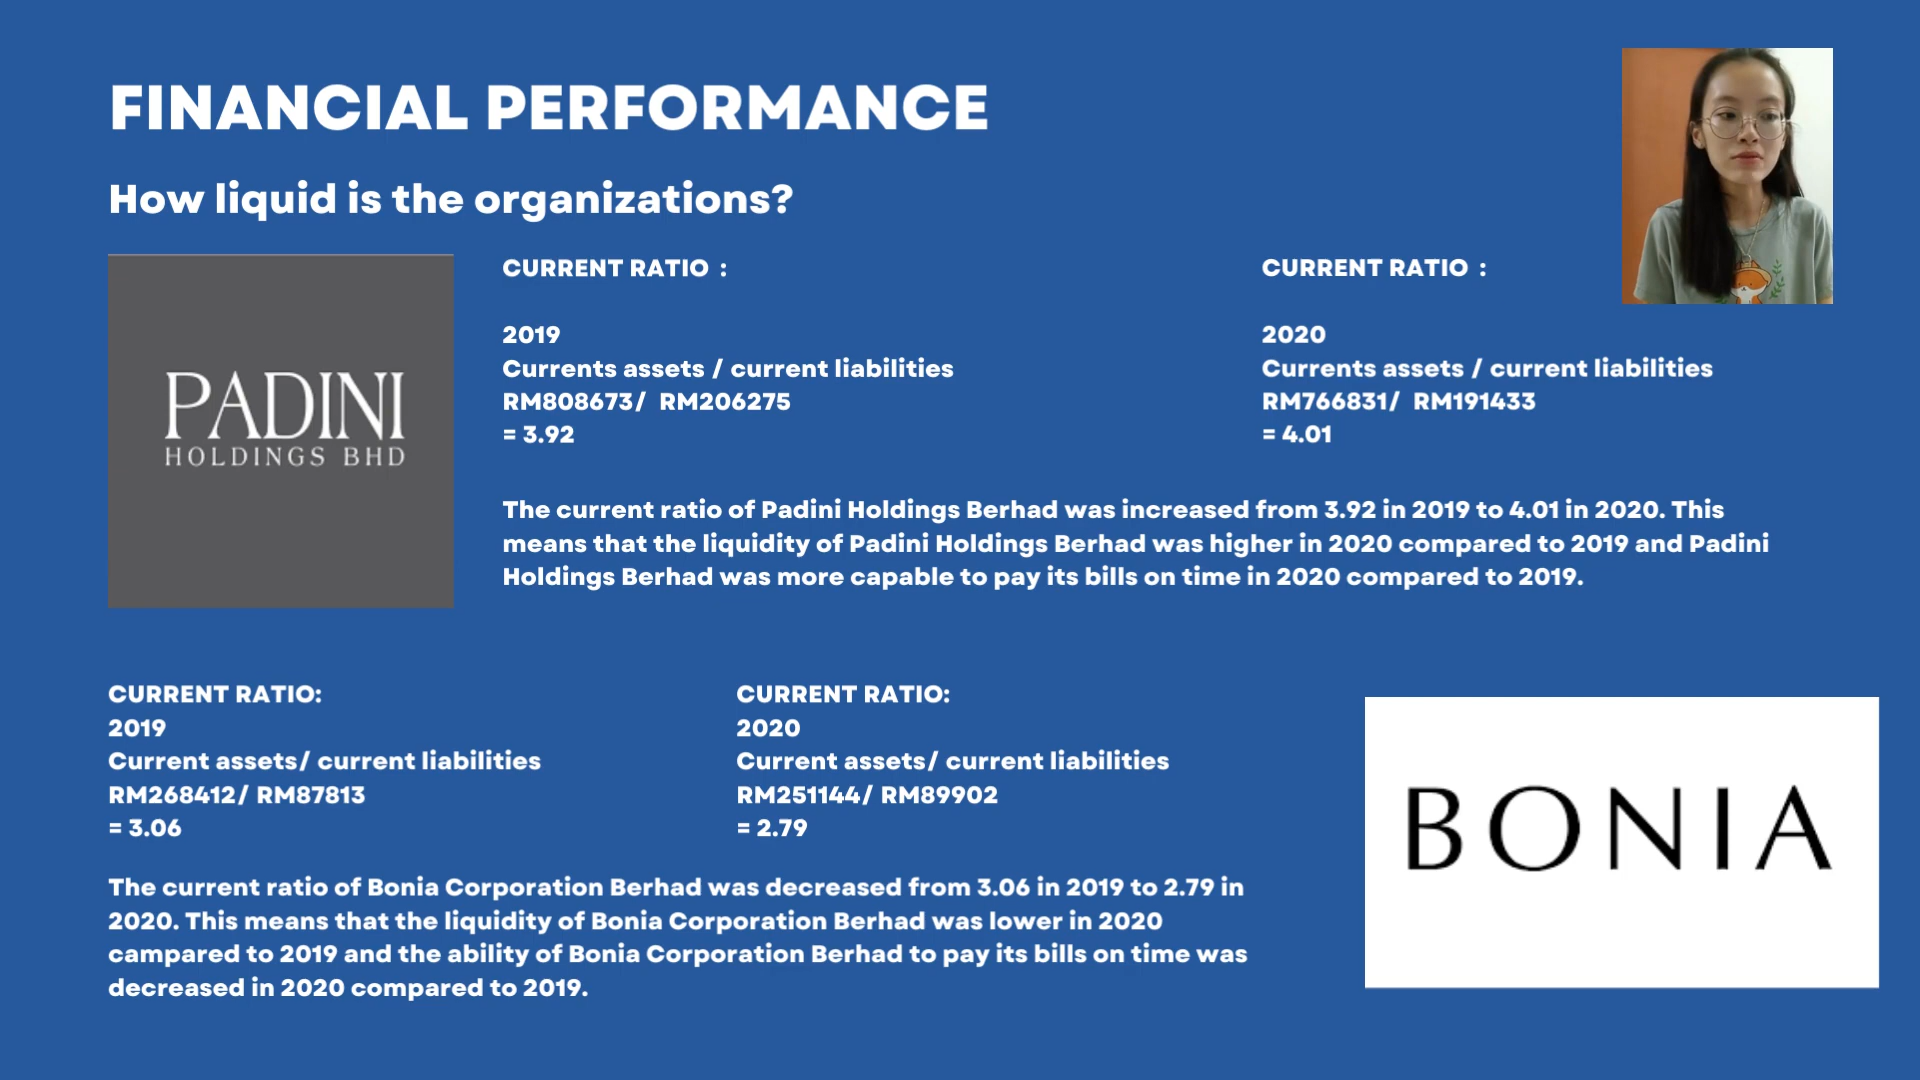 FINANCIAL PERFORMANCE
How liquid is the organizations?
PADINI
HOLDINGS BHD
CURRENT RATIO :
2019
Currents assets / current liabilities
RM808673/ RM206275
= 3.92
CURRENT RATIO :
2020
Currents assets / current liabilities
RM766831/ RM191433
= 4.01
The current ratio of Padini Holdings Berhad was increased from 3.92 in 2019 to 4.01 in 2020. This
means that the liquidity of Padini Holdings Berhad was higher in 2020 compared to 2019 and Padini
Holdings Berhad was more capable to pay its bills on time in 2020 compared to 2019.
CURRENT RATIO:
2019
Current assets/ current liabilities
RM268412/ RM87813
= 3.06
CURRENT RATIO:
2020
Current assets/ current liabilities
RM251144/ RM89902
= 2.79
The current ratio of Bonia Corporation Berhad was decreased from 3.06 in 2019 to 2.79 in
2020. This means that the liquidity of Bonia Corporation Berhad was lower in 2020
campared to 2019 and the ability of Bonia Corporation Berhad to pay its bills on time was
decreased in 2020 compared to 2019.
BONIA